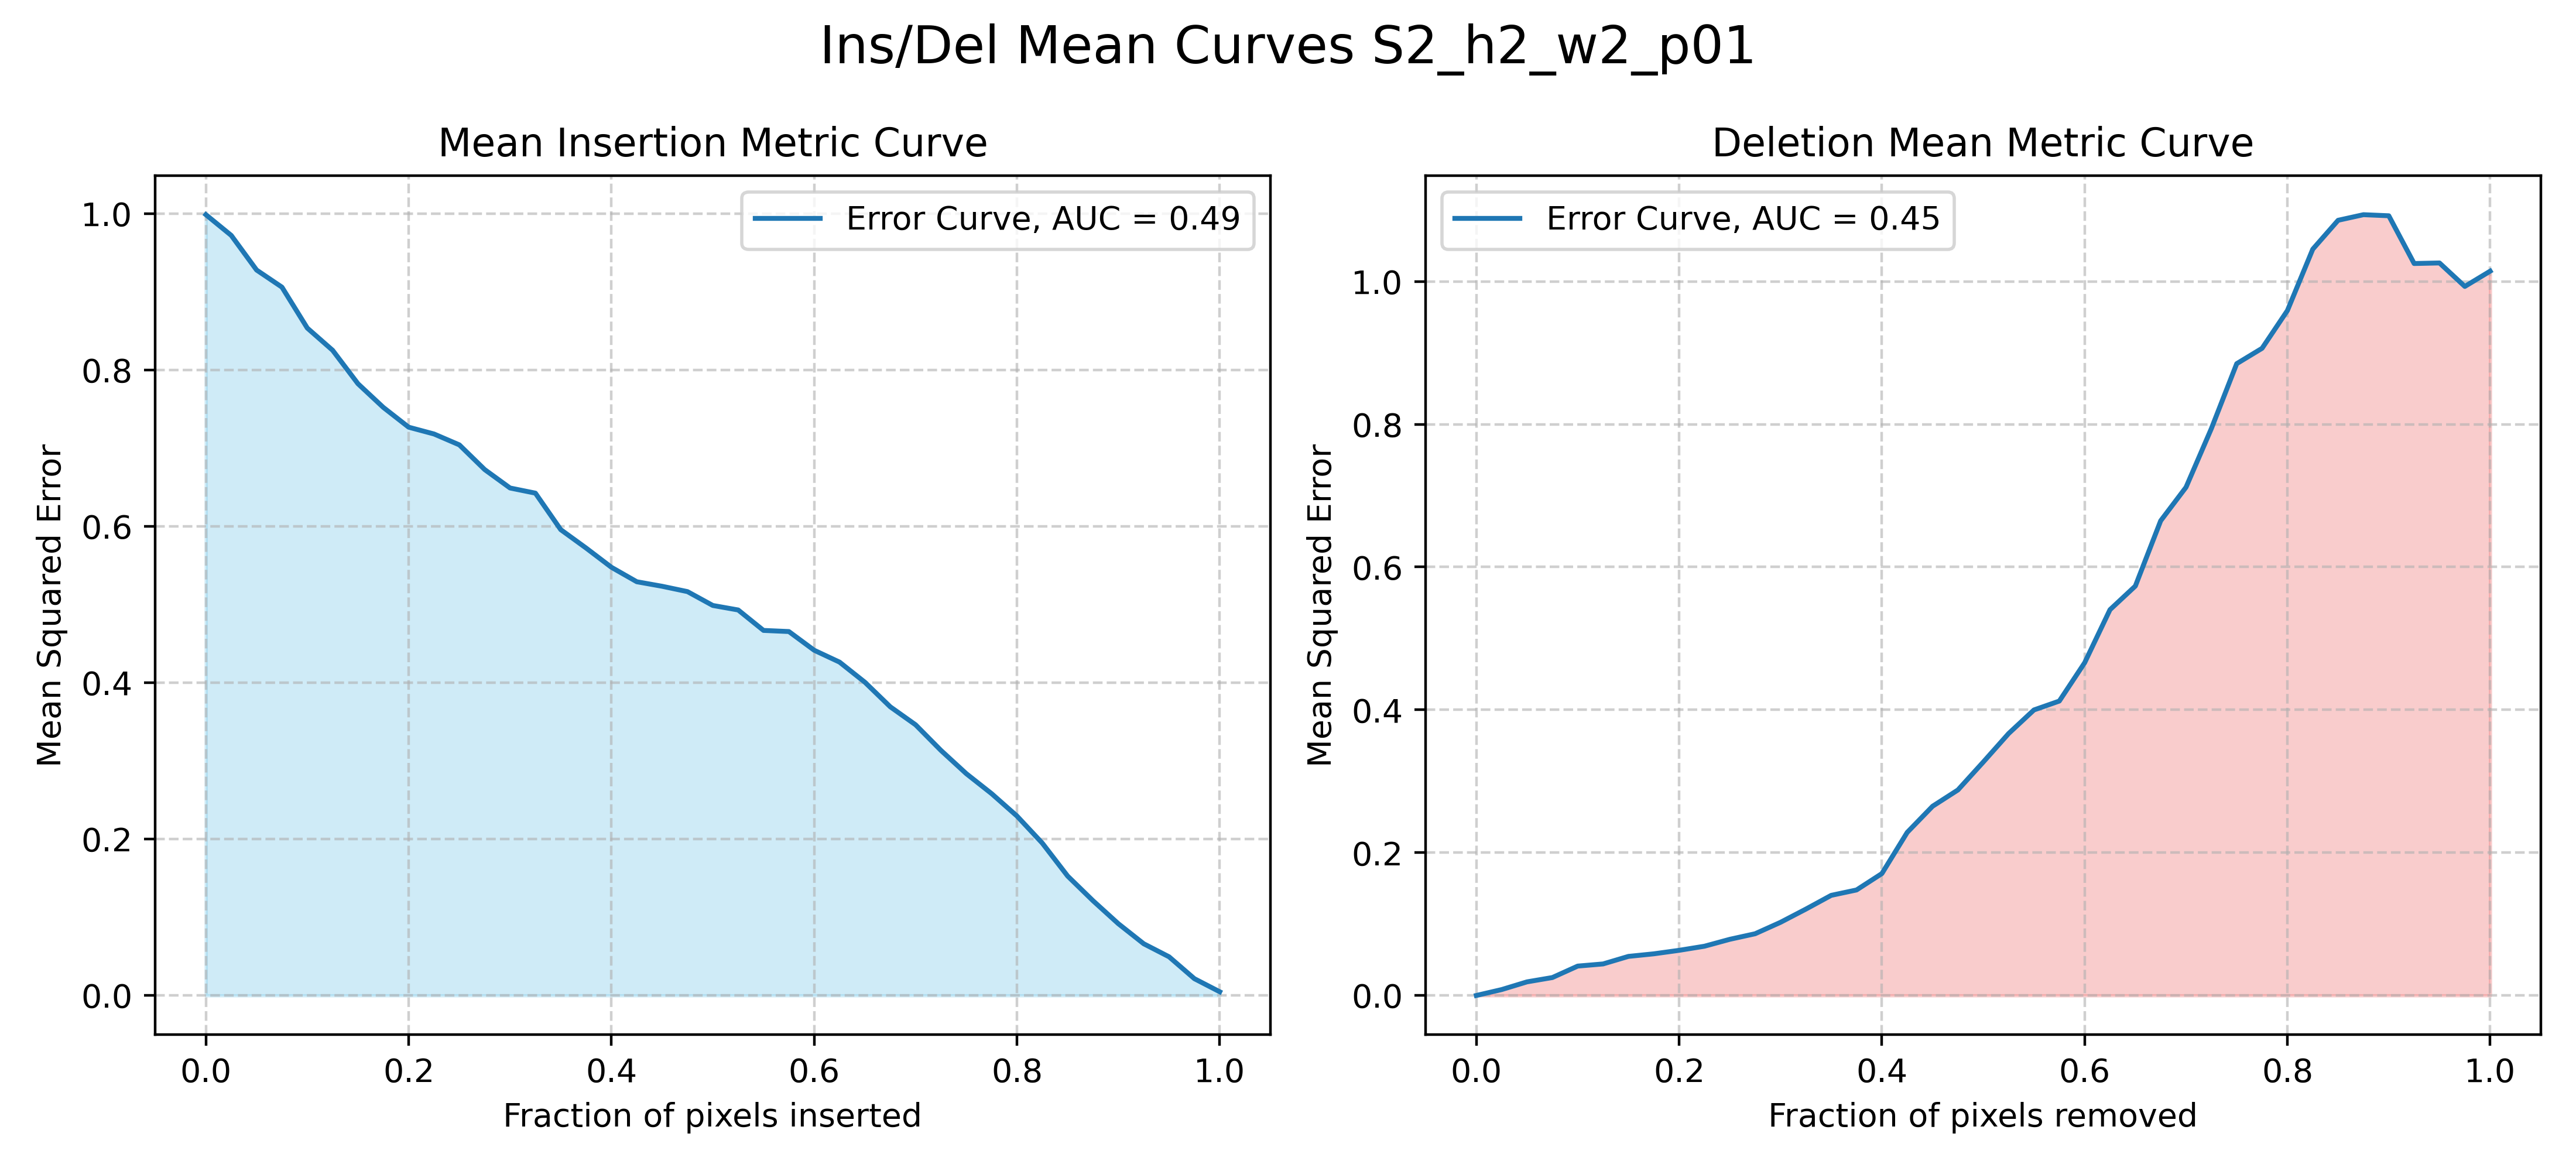 Ins/Del Mean Curves S2_h2_w2_p01
Mean Insertion Metric Curve
Error Curve, AUC = 0.49
Mean Squared Error
1.0
0.8
0.6
0.4
0.2
0.0
0.0 0.2 0.4 0.6 0.8 1.0
Fraction of pixels inserted
Deletion Mean Metric Curve
Error Curve, AUC = 0.45
Mean Squared Error
1.0
0.8
0.6
0.4
0.2
0.0
0.0 0.2 0.4 0.6 0.8 1.0
Fraction of pixels removed